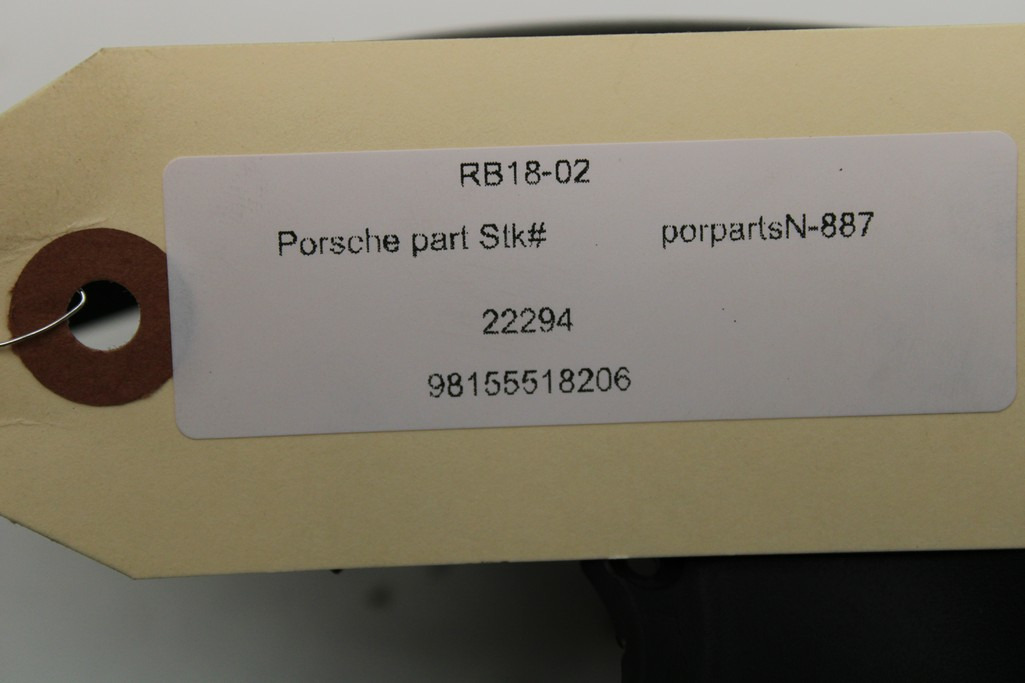 RB18-02
Porsche part Stk# porpartsN-887
22294
98155518206